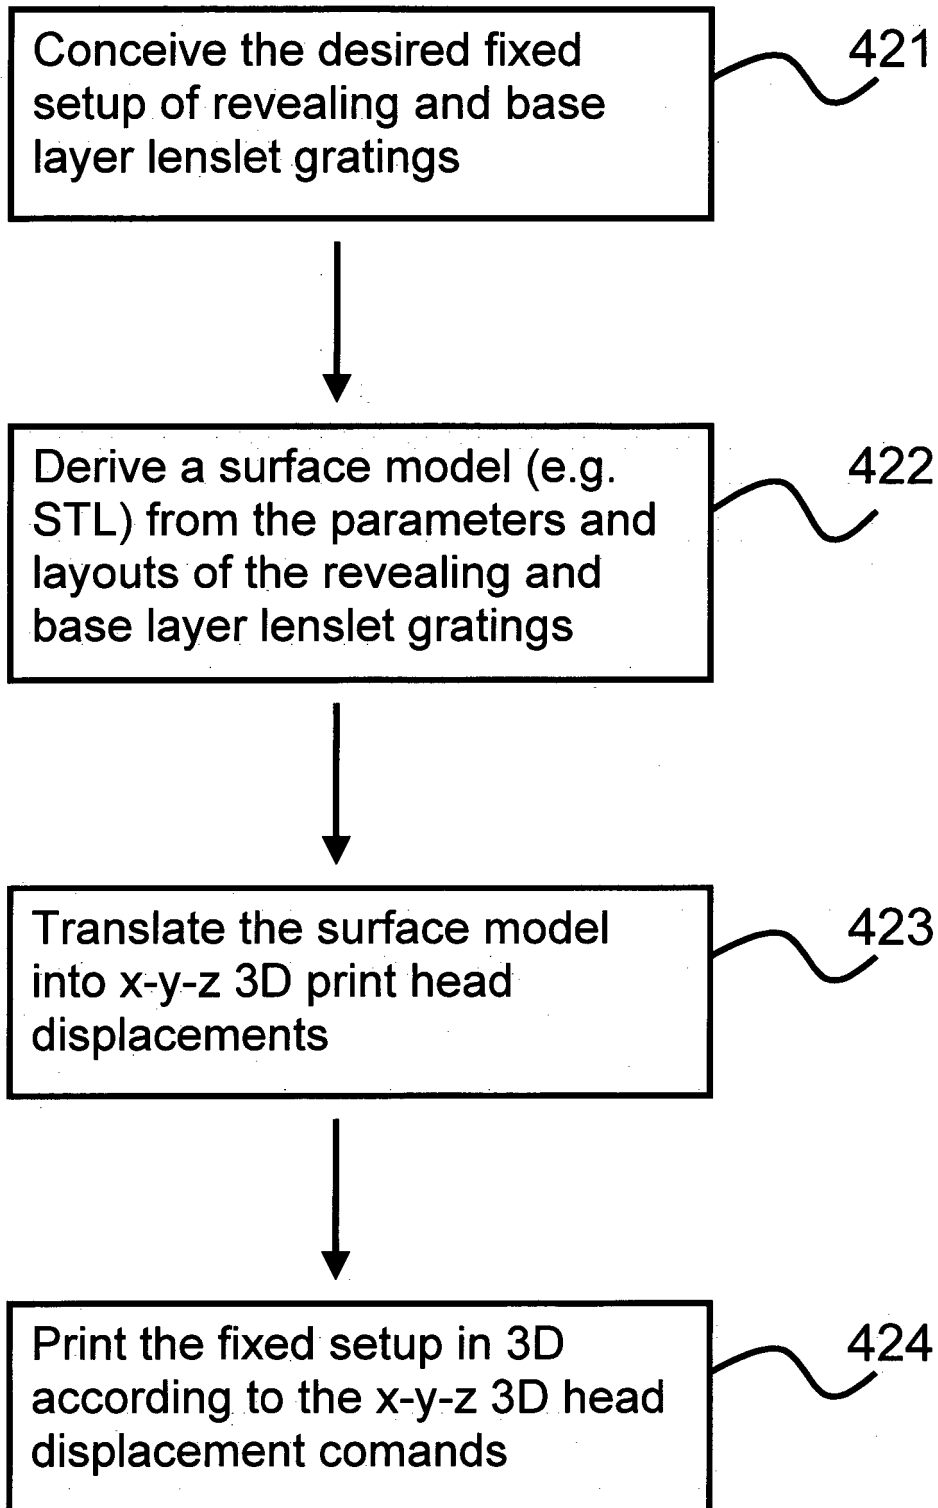 Conceive the desired fixed
setup of revealing and base
layer lenslet gratings
421
Derive a surface model (e.g.
STL) from the parameters and
layouts of the revealing and
base layer lenslet gratings
422
Translate the surface model
into x-y-z 3D print head
displacements
423
Print the fixed setup in 3D
according to the x-y-z 3D head
displacement comands
424